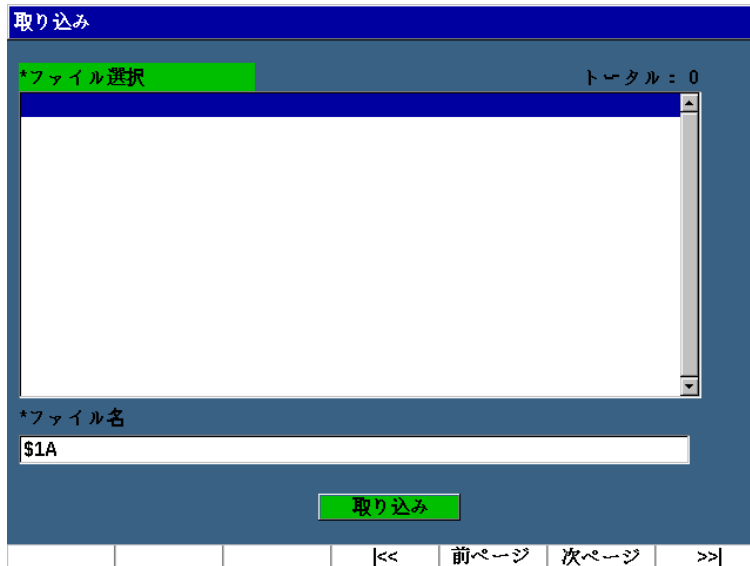 取り込み
*ファイル選択 トータル : 0
*ファイル名
$1A
取り込み
|<< 前ページ 次ページ >>|